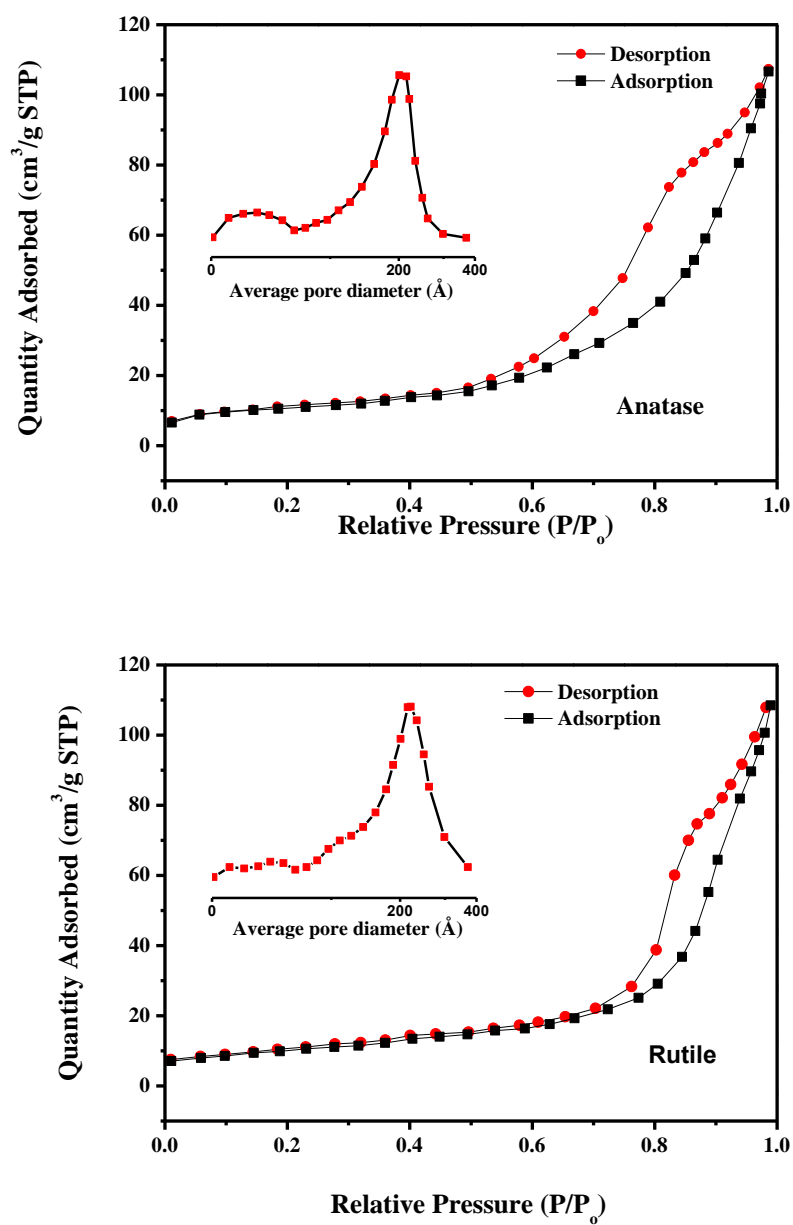 120
100
80
60
40
20
0
Quantity Adsorbed (cm³/g STP)
Desorption
Adsorption
0 200 400
Average pore diameter (Å)
Anatase
0.0 0.2 0.4 0.6 0.8 1.0
Relative Pressure (P/Pₒ)
120
100
80
60
40
20
0
Quantity Adsorbed (cm³/g STP)
Desorption
Adsorption
0 200 400
Average pore diameter (Å)
Rutile
0.0 0.2 0.4 0.6 0.8 1.0
Relative Pressure (P/Pₒ)